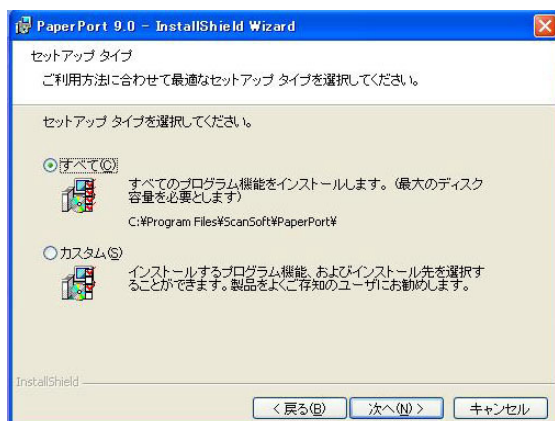 PaperPort 9.0 - InstallShield Wizard
セットアップ タイプ
ご利用方法に合わせて最適なセットアップ タイプを選択してください。
セットアップ タイプを選択してください。
すべて(C)
すべてのプログラム機能をインストールします。(最大のディスク
容量を必要とします)
C:¥Program Files¥ScanSoft¥PaperPort¥
カスタム(S)
インストールするプログラム機能、およびインストール先を選択す
ることができます。製品をよくご存知のユーザにお勧めします。
InstallShield
< 戻る(B)
次へ(N) >
キャンセル